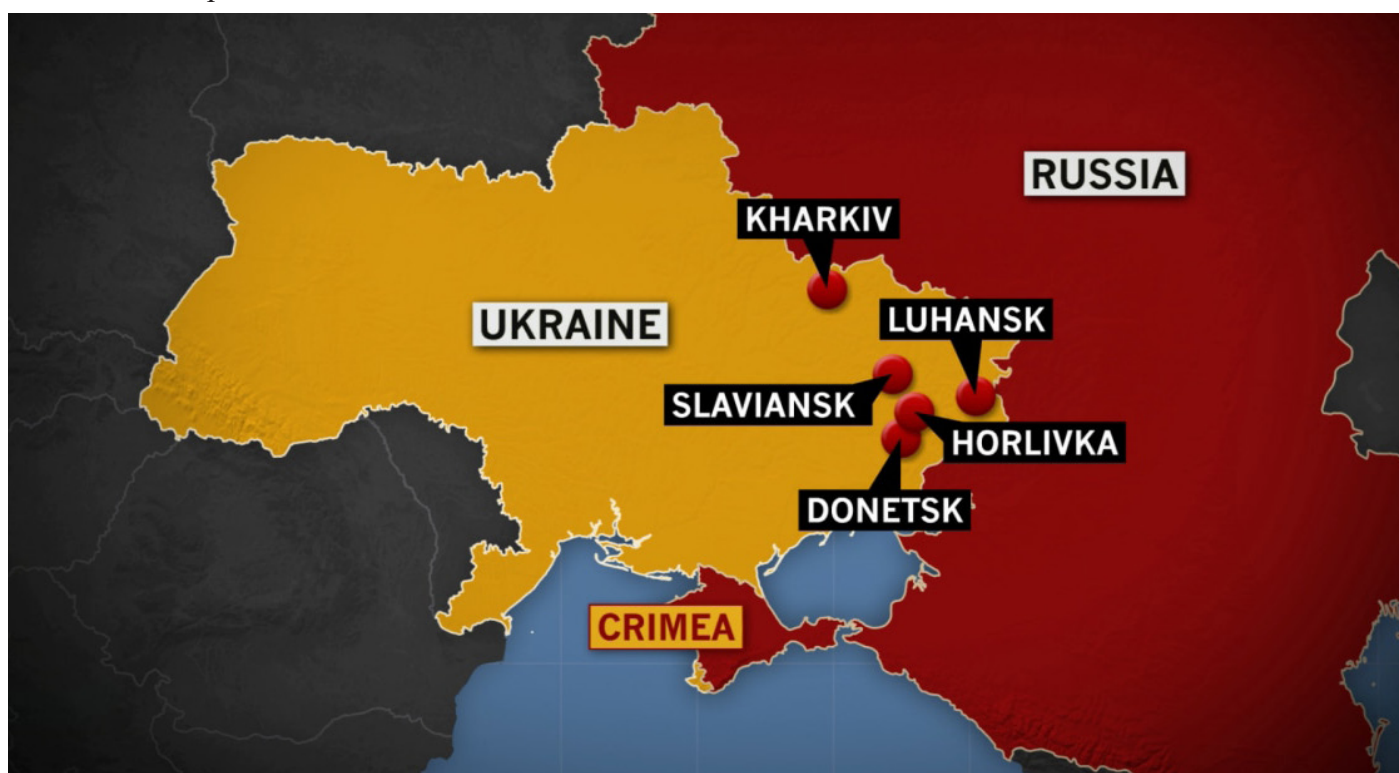 RUSSIA
KHARKIV
UKRAINE
LUHANSK
SLAVIANSK
HORLIVKA
DONETSK
CRIMEA